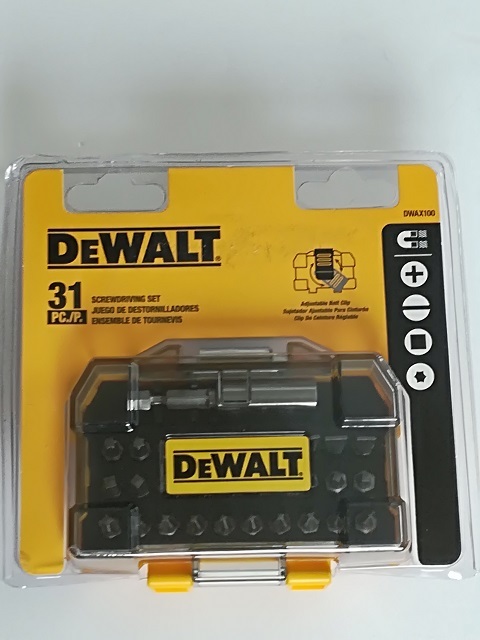 DWAX100
DEWALT®
31
PC./P.
SCREWDRIVING SET
JUEGO DE DESTORNILLADORES
ENSEMBLE DE TOURNEVIS
Adjustable Belt Clip
Sujetador Ajustable Para Cinturón
Clip De Ceinture Réglable
DEWALT®